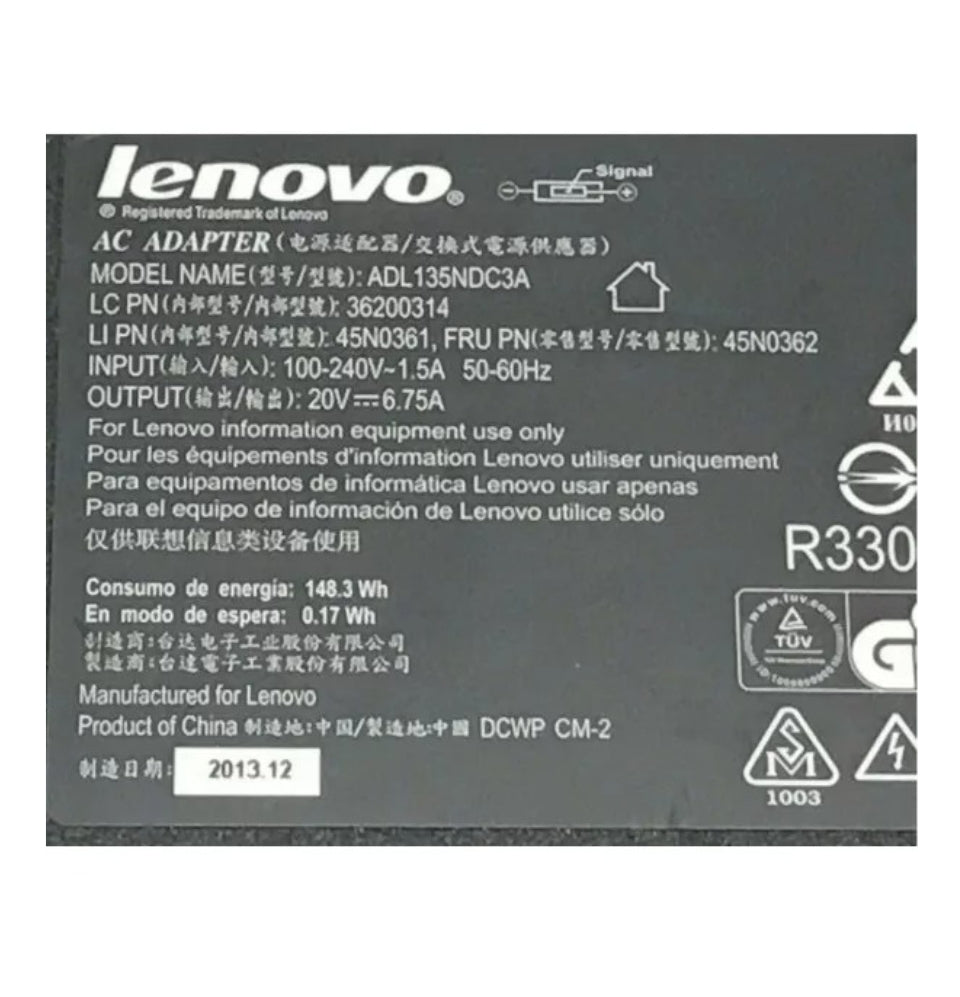 lenovo®
Signal
® Registered Trademark of Lenovo
AC ADAPTER(电源适配器/交換式電源供應器)
MODEL NAME(型号/型號): ADL135NDC3A
LC PN(内部型号/內部型號): 36200314
LI PN(内部型号/內部型號): 45N0361, FRU PN(零售型号/零售型號): 45N0362
INPUT(输入/輸入): 100-240V~1.5A 50-60Hz
OUTPUT(输出/輸出): 20V⎓6.75A
For Lenovo information equipment use only
Pour les équipements d'information Lenovo utiliser uniquement
Para equipamentos de informática Lenovo usar apenas
Para el equipo de información de Lenovo utilice sólo
仅供联想信息类设备使用
Consumo de energía: 148.3 Wh
En modo de espera: 0.17 Wh
制造商:台达电子工业股份有限公司
製造商:台達電子工業股份有限公司
Manufactured for Lenovo
Product of China 制造地:中国/製造地:中國 DCWP CM-2
制造日期: 2013.12
И0
R330
www.tuv.com
TÜV
1003